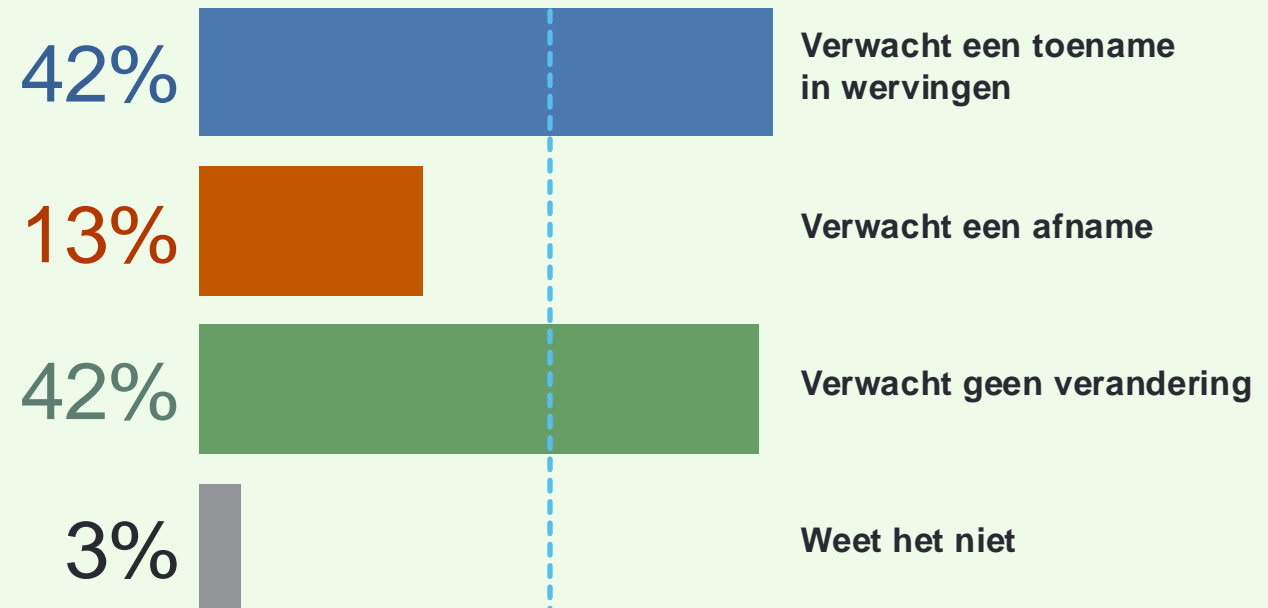 42%
Verwacht een toename
in wervingen
13%
Verwacht een afname
42%
Verwacht geen verandering
3%
Weet het niet